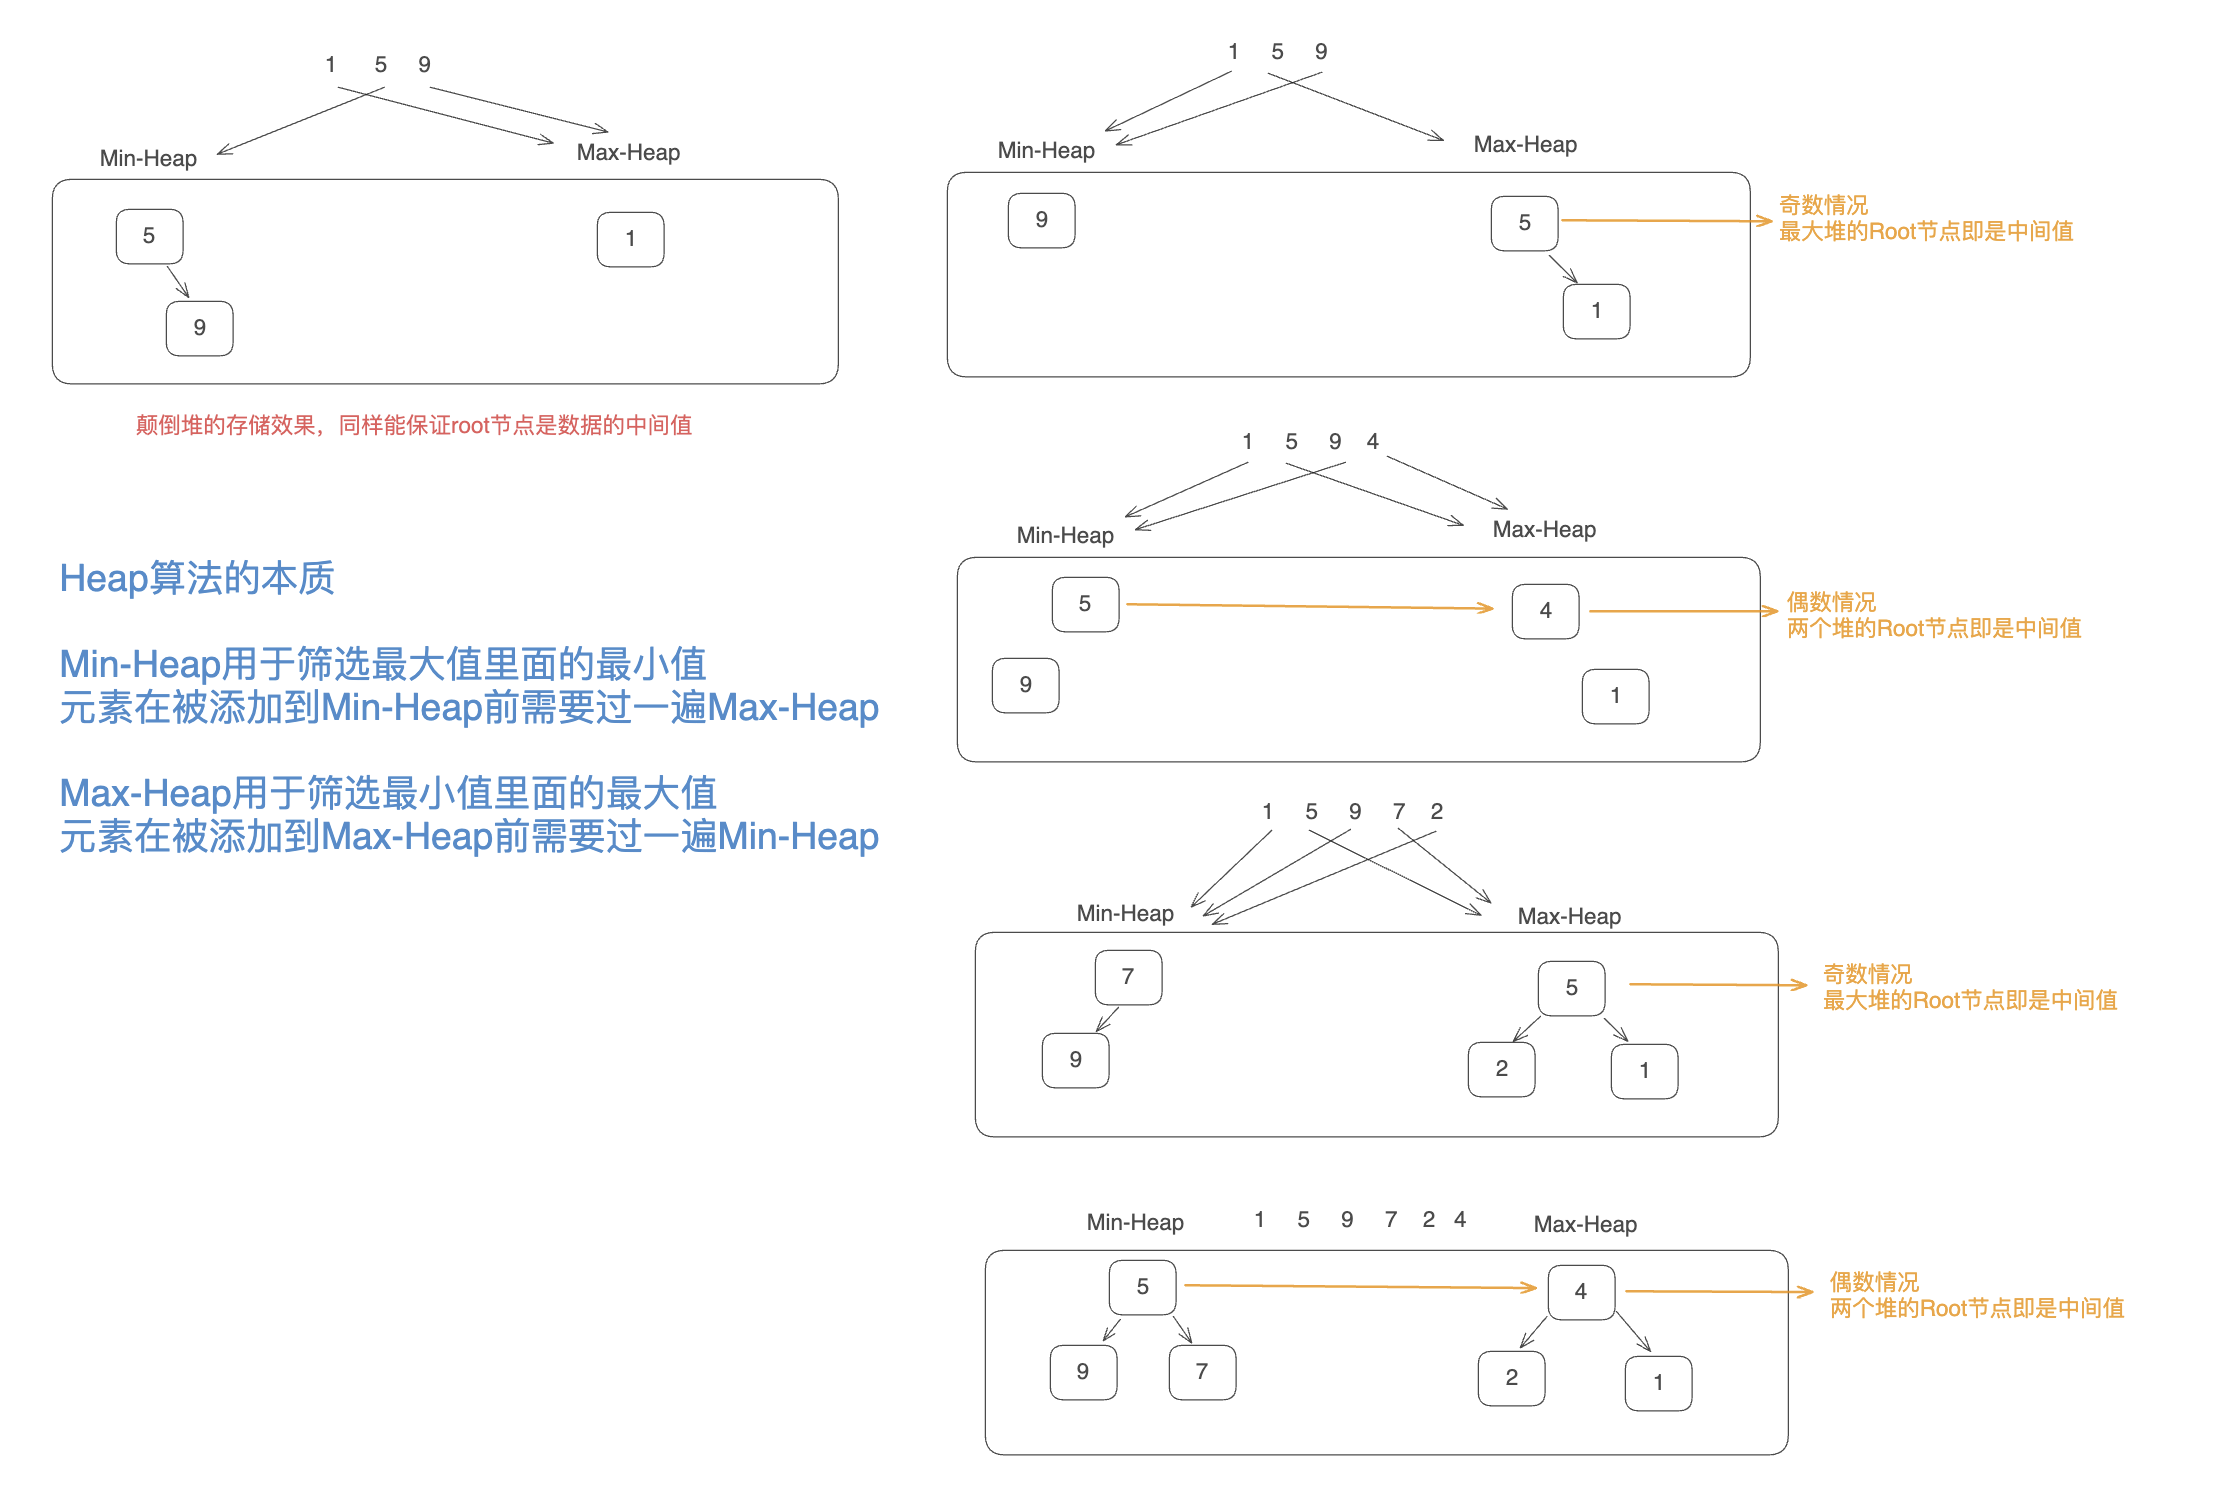 1 5 9
Min-Heap
Max-Heap
5
1
9
颠倒堆的存储效果，同样能保证root节点是数据的中间值
Heap算法的本质
Min-Heap用于筛选最大值里面的最小值
元素在被添加到Min-Heap前需要过一遍Max-Heap
Max-Heap用于筛选最小值里面的最大值
元素在被添加到Max-Heap前需要过一遍Min-Heap
1 5 9
Min-Heap
Max-Heap
9
5
1
奇数情况
最大堆的Root节点即是中间值
1 5 9 4
Min-Heap
Max-Heap
5
4
9
1
偶数情况
两个堆的Root节点即是中间值
1 5 9 7 2
Min-Heap
Max-Heap
7
5
9
2
1
奇数情况
最大堆的Root节点即是中间值
Min-Heap
1 5 9 7 2 4
Max-Heap
5
4
9
7
2
1
偶数情况
两个堆的Root节点即是中间值